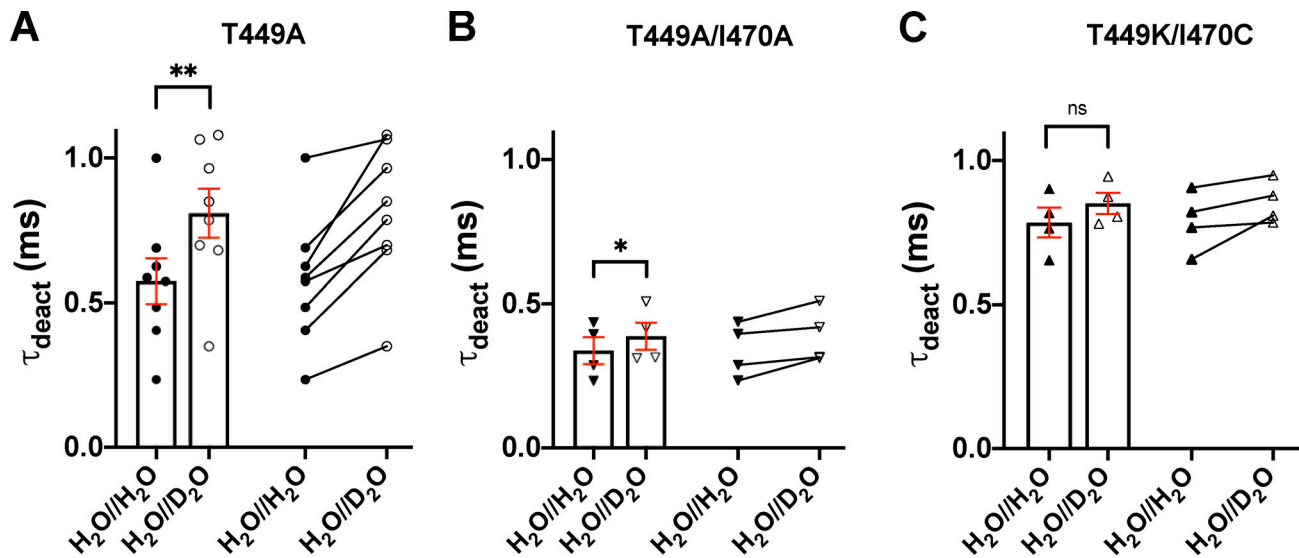 A
T449A
**
τdeact (ms)
1.0
0.5
0.0
H₂O//H₂O
H₂O//D₂O
H₂O//H₂O
H₂O//D₂O
B
T449A/I470A
*
τdeact (ms)
1.0
0.5
0.0
H₂O//H₂O
H₂O//D₂O
H₂O//H₂O
H₂O//D₂O
C
T449K/I470C
ns
τdeact (ms)
1.0
0.5
0.0
H₂O//H₂O
H₂O//D₂O
H₂O//H₂O
H₂O//D₂O